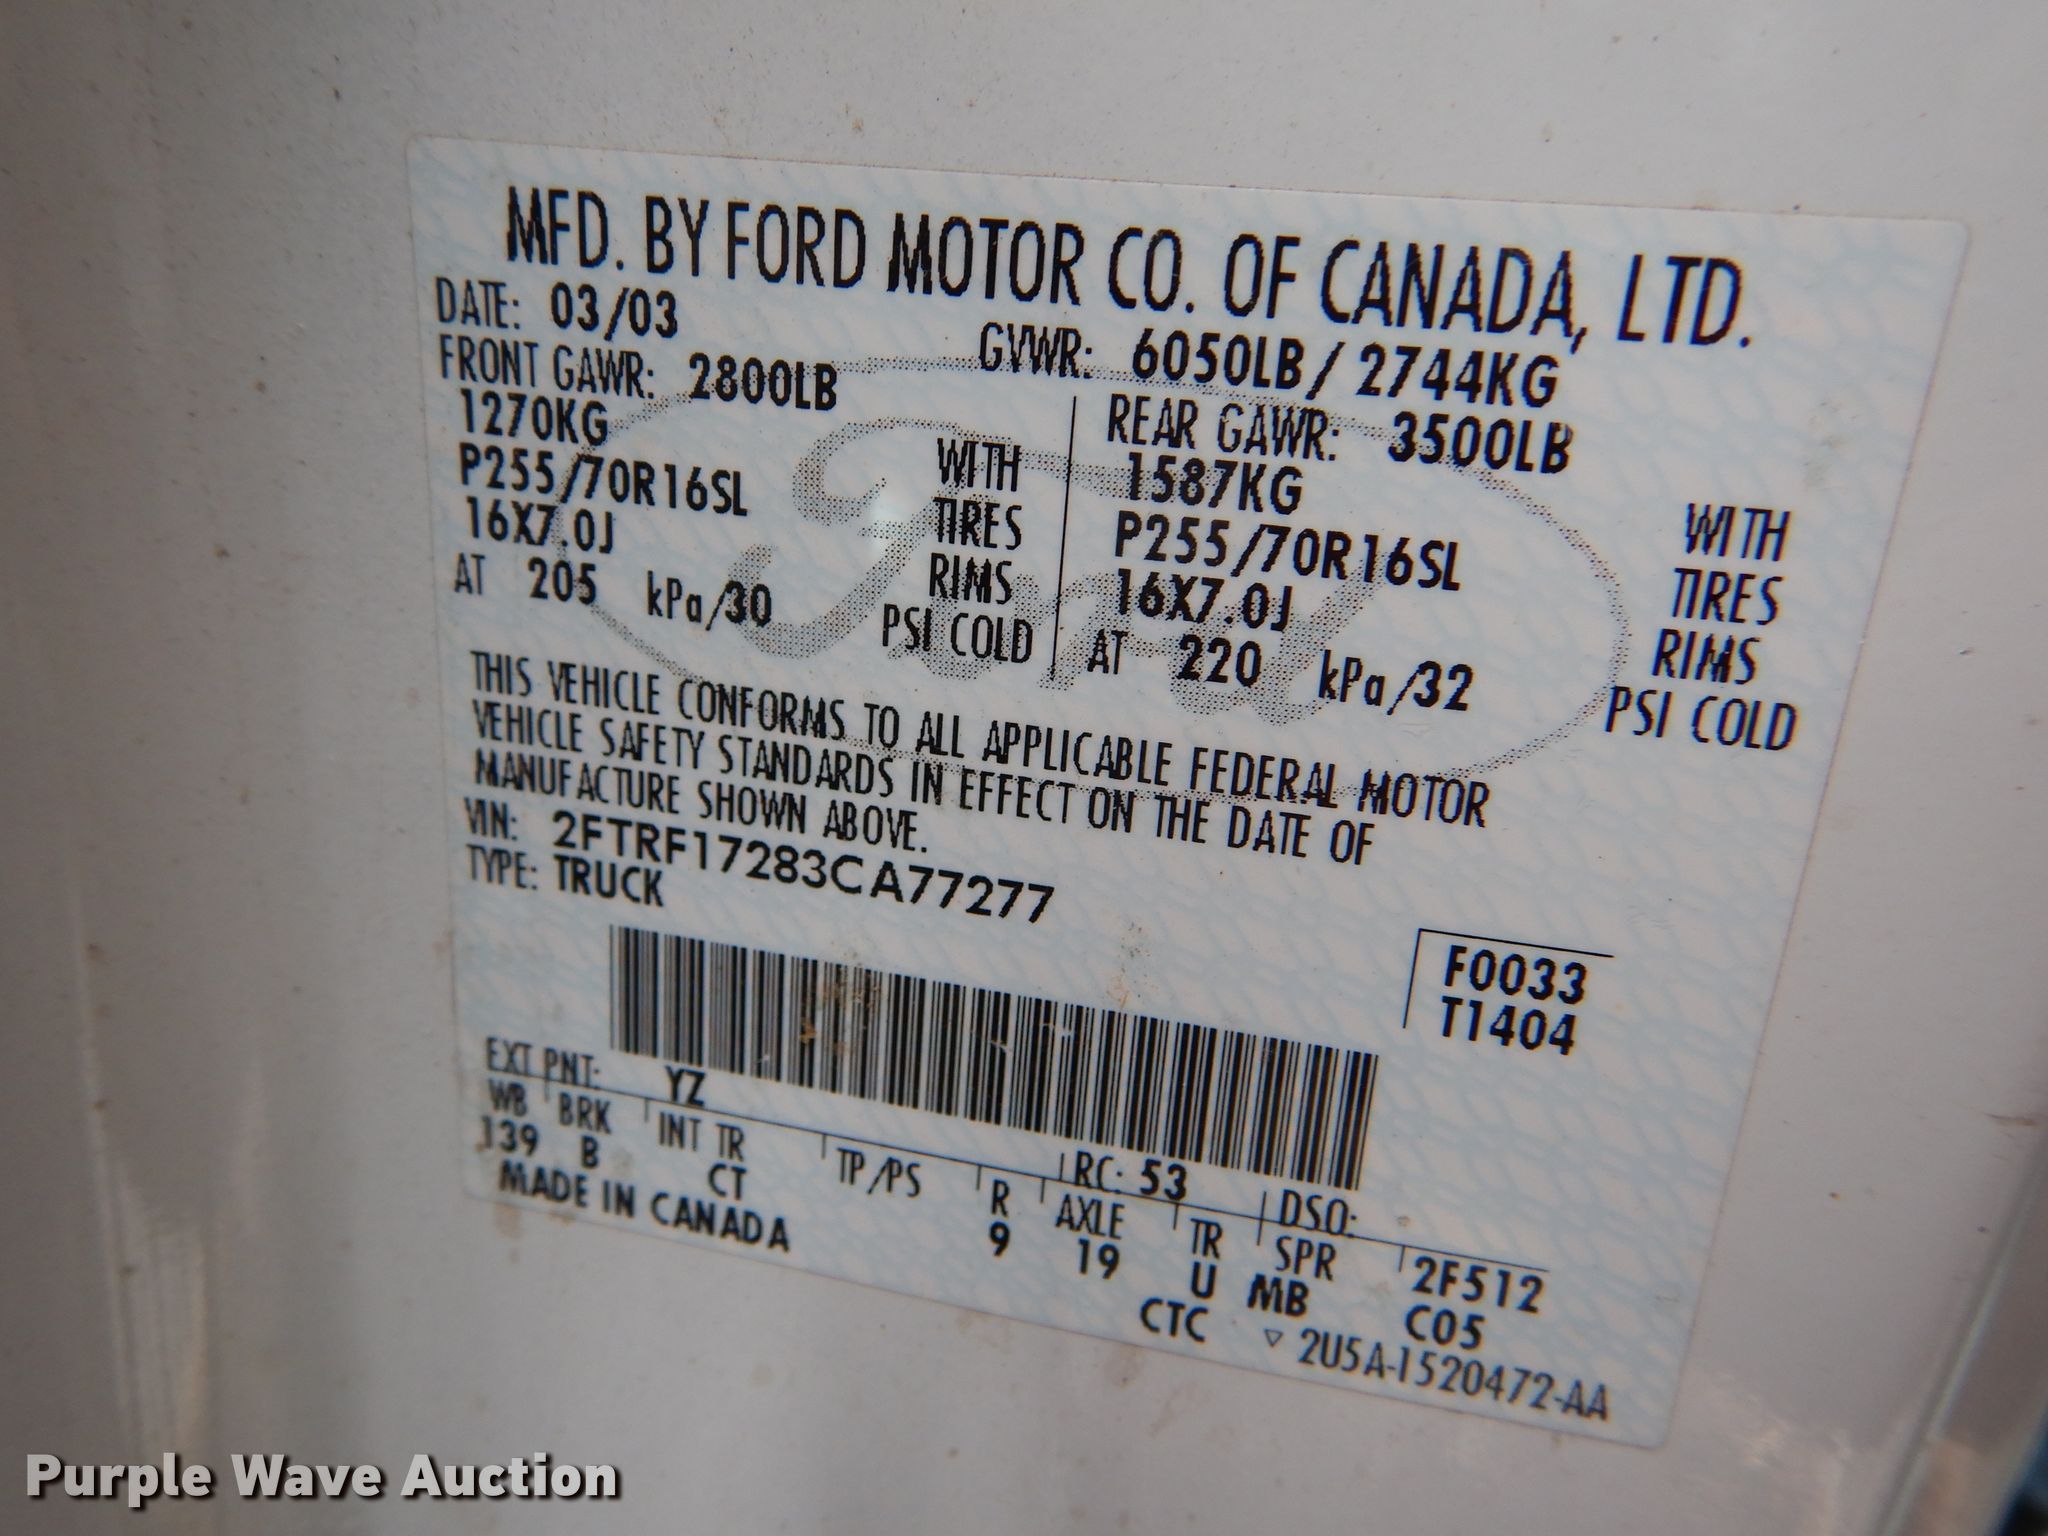 MFD. BY FORD MOTOR CO. OF CANADA, LTD.
DATE: 03/03 GVWR: 6050LB / 2744KG
FRONT GAWR: 2800LB
1270KG WITH
P255/70R16SL TIRES
16X7.0J RIMS
AT 205 kPa/30 PSI COLD
REAR GAWR: 3500LB
1587KG WITH
P255/70R16SL TIRES
16X7.0J RIMS
AT 220 kPa/32 PSI COLD
Ford
THIS VEHICLE CONFORMS TO ALL APPLICABLE FEDERAL MOTOR
VEHICLE SAFETY STANDARDS IN EFFECT ON THE DATE OF
MANUFACTURE SHOWN ABOVE.
VIN: 2FTRF17283CA77277
TYPE: TRUCK
F0033
T1404
EXT PNT: YZ RC: 53 DSO:
WB BRK INT TR TP/PS R AXLE TR SPR 2F512
139 B CT 9 19 U MB C05
MADE IN CANADA CTC ▽ 2U5A-1520472-AA
Purple Wave Auction